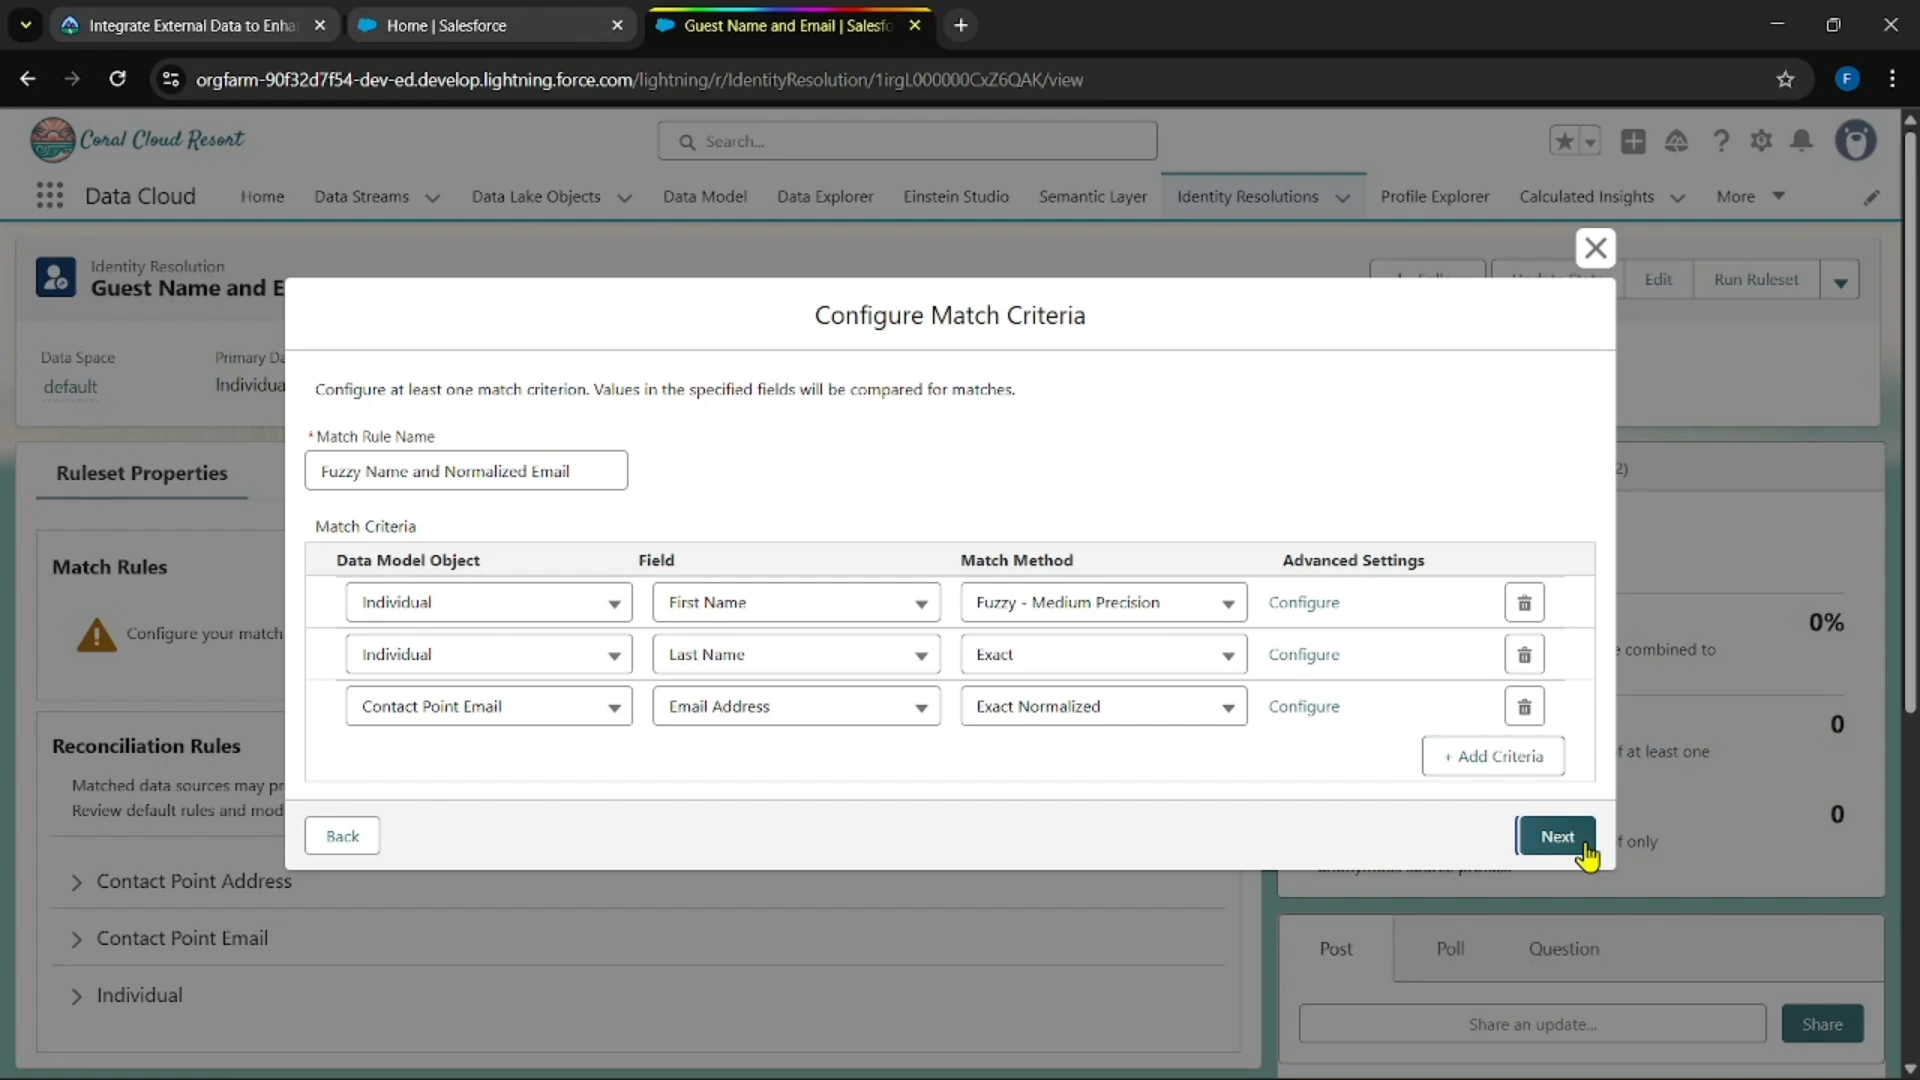 Integrate External Data to Enha
Home | Salesforce
Guest Name and Email | Salesfo
orgfarm-90f32d7f54-dev-ed.develop.lightning.force.com/lightning/r/IdentityResolution/1irgL000000CxZ6QAK/view
F
Coral Cloud Resort
Search...
Data Cloud
Home
Data Streams
Data Lake Objects
Data Model
Data Explorer
Einstein Studio
Semantic Layer
Identity Resolutions
Profile Explorer
Calculated Insights
More
Identity Resolution
Guest Name and E
Edit
Run Ruleset
Data Space
Primary Da
default
Individua
Configure Match Criteria
Configure at least one match criterion. Values in the specified fields will be compared for matches.
* Match Rule Name
Fuzzy Name and Normalized Email
Match Criteria
Data Model Object
Field
Match Method
Advanced Settings
Individual
First Name
Fuzzy - Medium Precision
Configure
Individual
Last Name
Exact
Configure
Contact Point Email
Email Address
Exact Normalized
Configure
+ Add Criteria
Back
Next
Ruleset Properties
Match Rules
Configure your match
Reconciliation Rules
Matched data sources may pr
Review default rules and mod
Contact Point Address
Contact Point Email
Individual
2)
0%
e combined to
0
f at least one
0
f only
Post
Poll
Question
Share an update...
Share